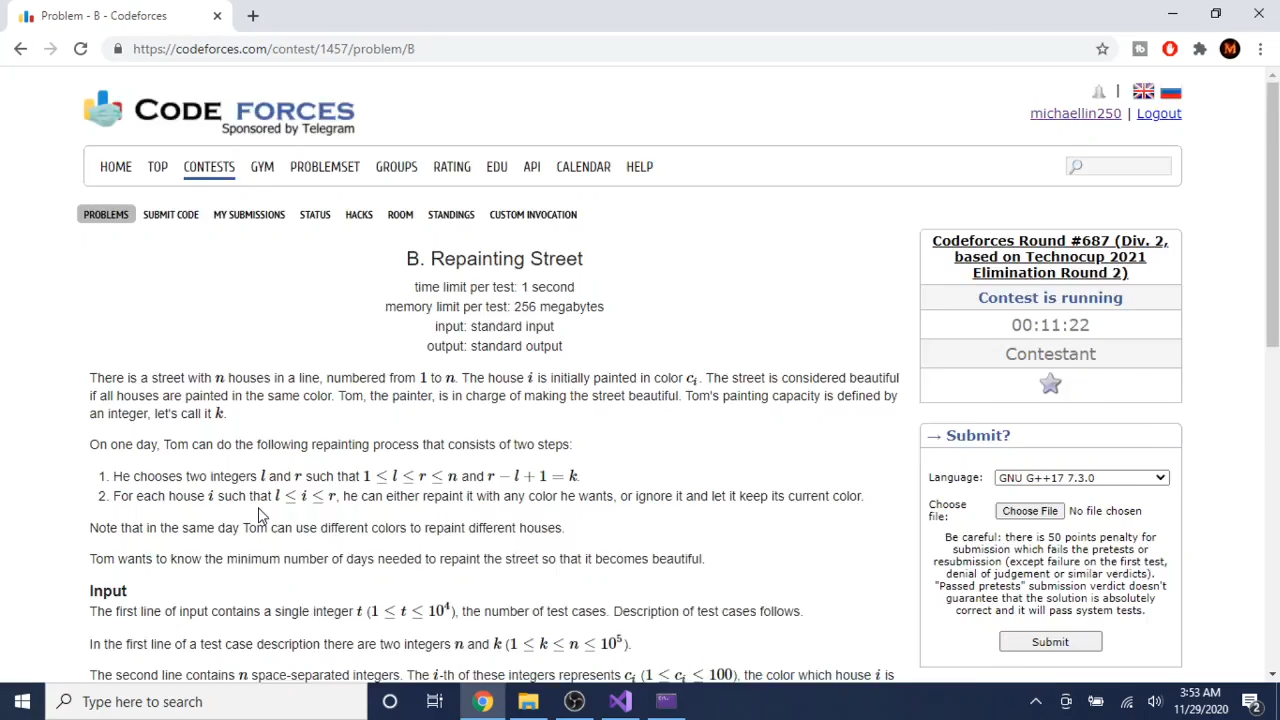 Problem - B - Codeforces
https://codeforces.com/contest/1457/problem/B
M
CODE FORCES
Sponsored by Telegram
michaellin250 | Logout
HOME TOP CONTESTS GYM PROBLEMSET GROUPS RATING EDU API CALENDAR HELP
PROBLEMS SUBMIT CODE MY SUBMISSIONS STATUS HACKS ROOM STANDINGS CUSTOM INVOCATION
B. Repainting Street
time limit per test: 1 second
memory limit per test: 256 megabytes
input: standard input
output: standard output
There is a street with n houses in a line, numbered from 1 to n. The house i is initially painted in color c_i. The street is considered beautiful
if all houses are painted in the same color. Tom, the painter, is in charge of making the street beautiful. Tom's painting capacity is defined by
an integer, let's call it k.
On one day, Tom can do the following repainting process that consists of two steps:
1. He chooses two integers l and r such that 1 ≤ l ≤ r ≤ n and r − l + 1 = k.
2. For each house i such that l ≤ i ≤ r, he can either repaint it with any color he wants, or ignore it and let it keep its current color.
Note that in the same day Tom can use different colors to repaint different houses.
Tom wants to know the minimum number of days needed to repaint the street so that it becomes beautiful.
Input
The first line of input contains a single integer t (1 ≤ t ≤ 10^4), the number of test cases. Description of test cases follows.
In the first line of a test case description there are two integers n and k (1 ≤ k ≤ n ≤ 10^5).
The second line contains n space-separated integers. The i-th of these integers represents c_i (1 ≤ c_i ≤ 100), the color which house i is
Codeforces Round #687 (Div. 2,
based on Technocup 2021
Elimination Round 2)
Contest is running
00:11:22
Contestant
→ Submit?
Language: GNU G++17 7.3.0
Choose
file: Choose File No file chosen
Be careful: there is 50 points penalty for
submission which fails the pretests or
resubmission (except failure on the first test,
denial of judgement or similar verdicts).
"Passed pretests" submission verdict doesn't
guarantee that the solution is absolutely
correct and it will pass system tests.
Submit
Type here to search
3:53 AM
11/29/2020
2